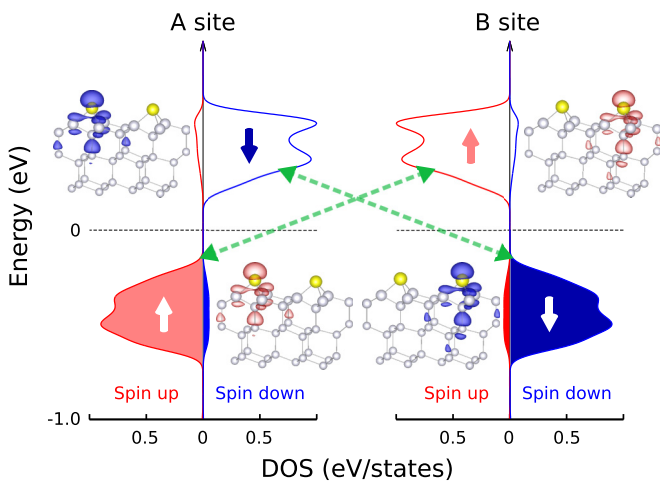 A site
B site
Energy (eV)
0
Spin up
Spin down
Spin up
Spin down
-1.0
0.5
0
0.5
0.5
0
0.5
DOS (eV/states)